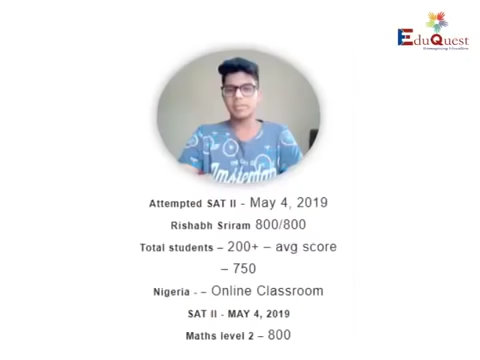 EduQuest
Attempted SAT II - May 4, 2019
Rishabh Sriram 800/800
Total students – 200+ – avg score
– 750
Nigeria - – Online Classroom
SAT II - MAY 4, 2019
Maths level 2 – 800